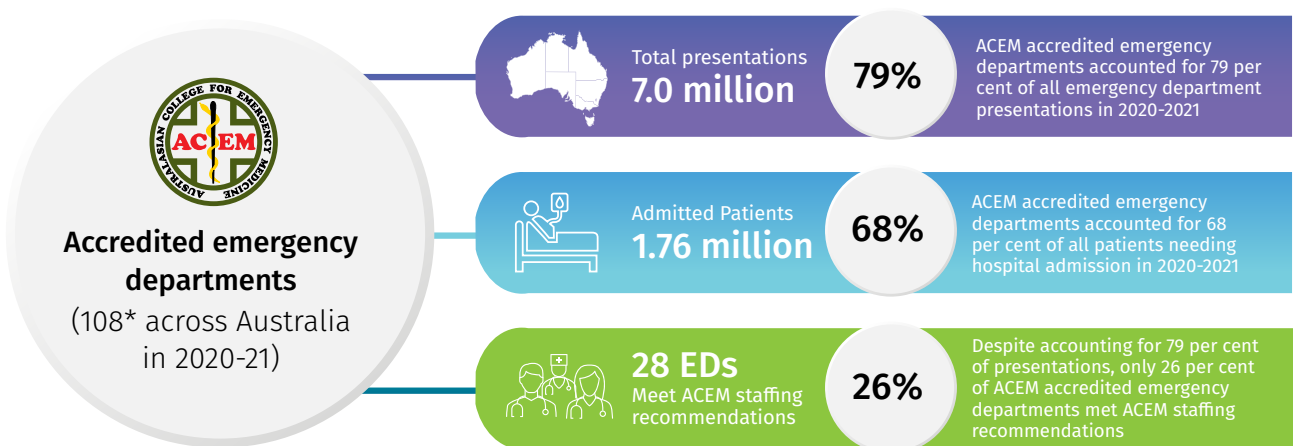 AUSTRALASIAN COLLEGE FOR EMERGENCY MEDICINE
ACEM
Accredited emergency
departments
(108* across Australia
in 2020-21)
Total presentations
7.0 million
79%
ACEM accredited emergency
departments accounted for 79 per
cent of all emergency department
presentations in 2020-2021
Admitted Patients
1.76 million
68%
ACEM accredited emergency
departments accounted for 68
per cent of all patients needing
hospital admission in 2020-2021
28 EDs
Meet ACEM staffing
recommendations
26%
Despite accounting for 79 per cent
of presentations, only 26 per cent
of ACEM accredited emergency
departments met ACEM staffing
recommendations